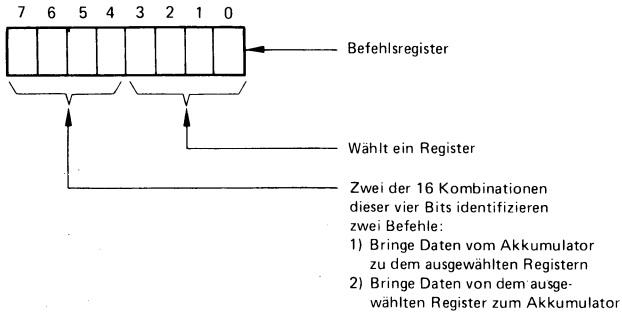 7 6 5 4 3 2 1 0
Befehlsregister
Wählt ein Register
Zwei der 16 Kombinationen
dieser vier Bits identifizieren
zwei Befehle:
1) Bringe Daten vom Akkumulator
zu dem ausgewählten Registern
2) Bringe Daten von dem ausge-
wählten Register zum Akkumulator